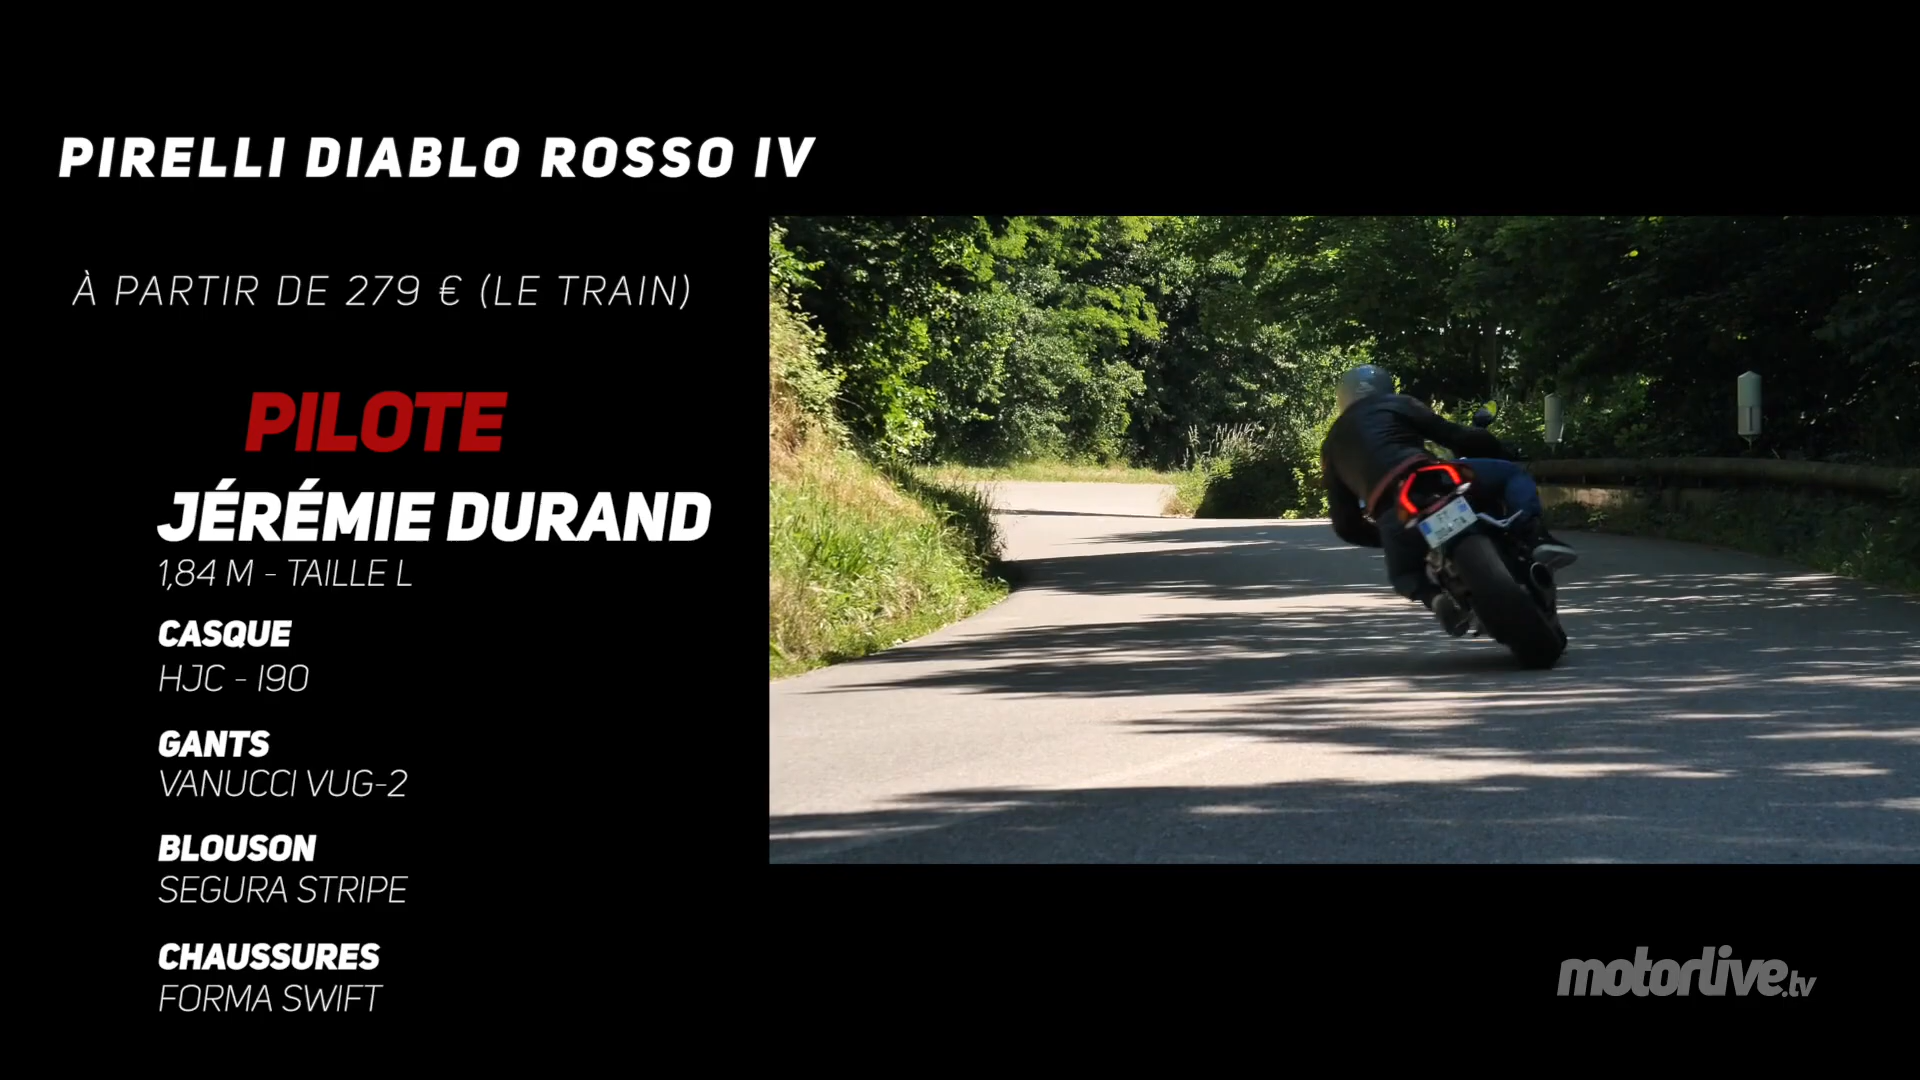 PIRELLI DIABLO ROSSO IV
À PARTIR DE 279 € (LE TRAIN)
PILOTE
JÉRÉMIE DURAND
1,84 M - TAILLE L
CASQUE
HJC - I90
GANTS
VANUCCI VUG-2
BLOUSON
SEGURA STRIPE
CHAUSSURES
FORMA SWIFT
motorlive.tv